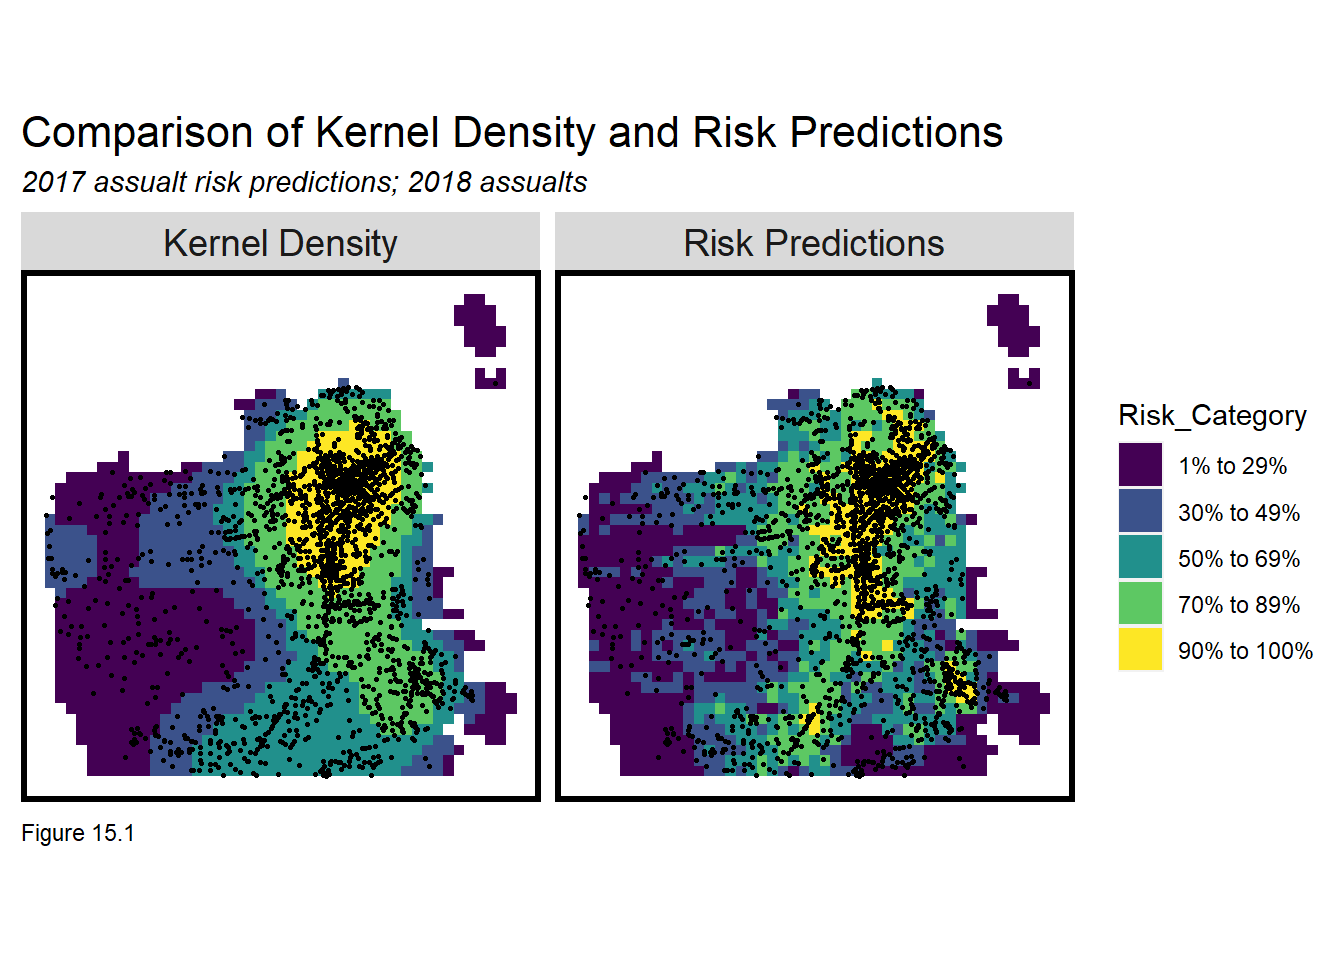 Comparison of Kernel Density and Risk Predictions
2017 assualt risk predictions; 2018 assualts
Kernel Density
Risk Predictions
Risk_Category
1% to 29%
30% to 49%
50% to 69%
70% to 89%
90% to 100%
Figure 15.1